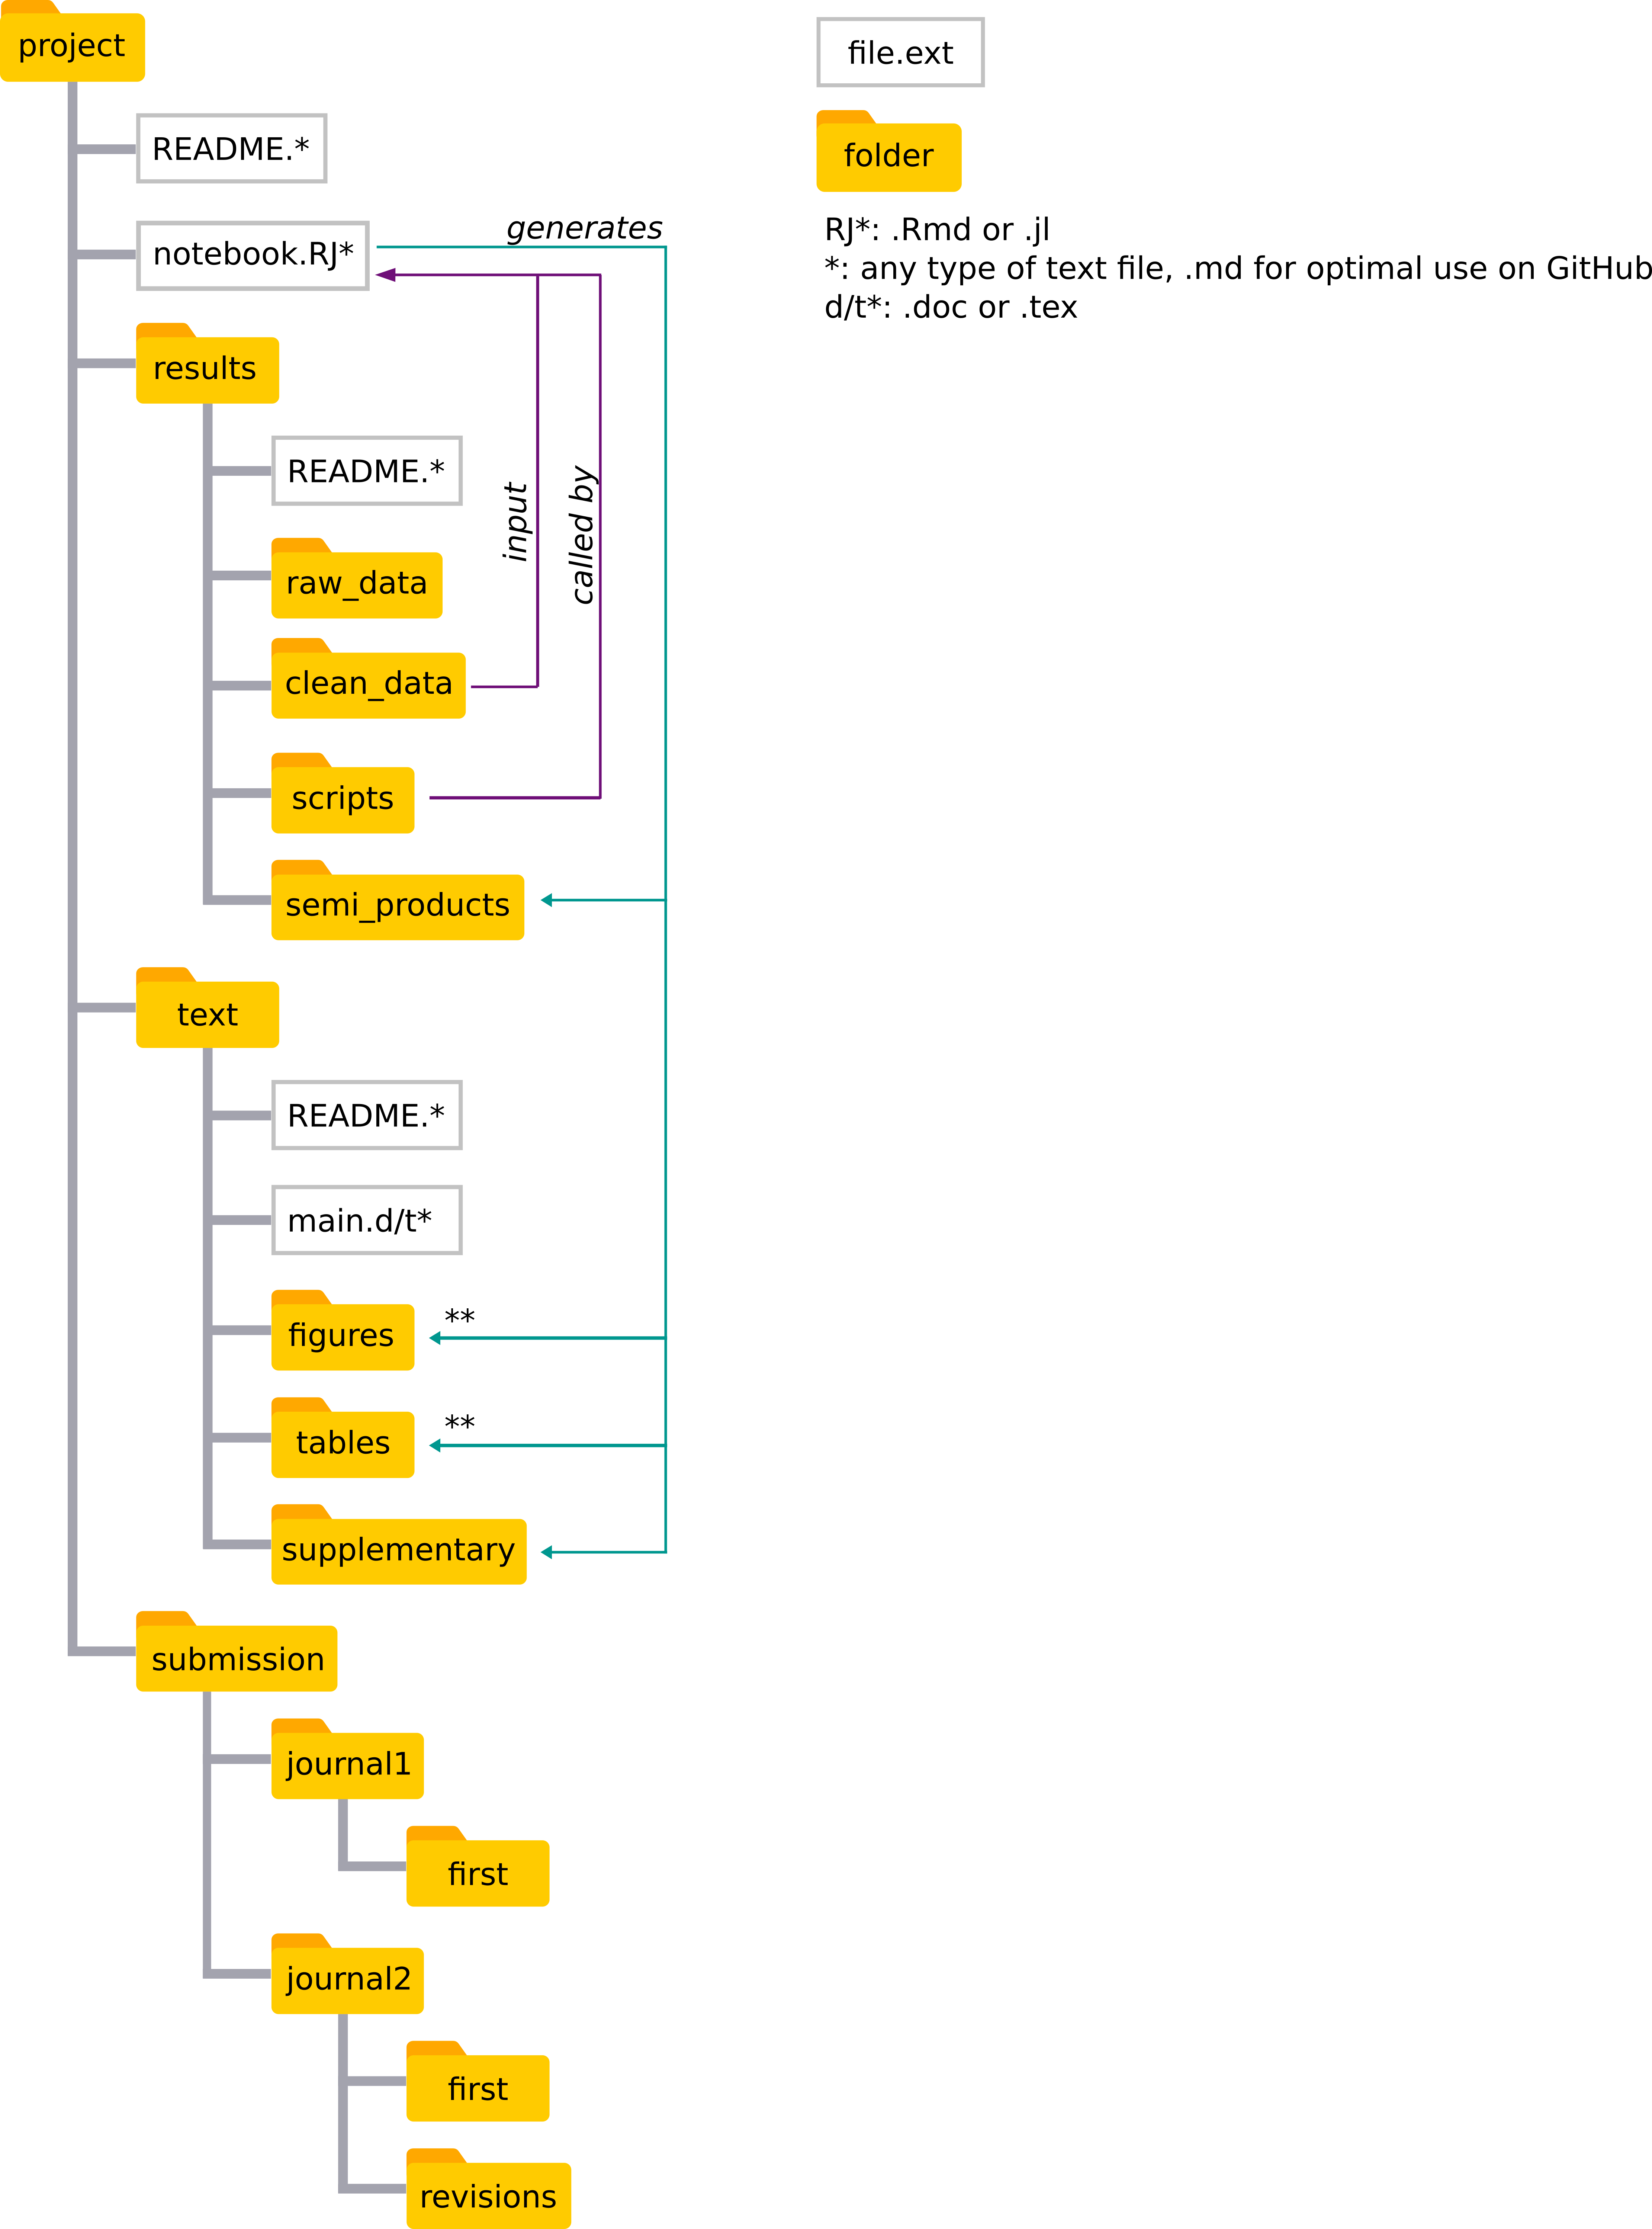 project
file.ext
README.*
folder
generates
RJ*: .Rmd or .jl
notebook.RJ*
*: any type of text file, .md for optimal use on GitHub
d/t*: .doc or .tex
results
README.*
input
called by
raw_data
clean_data
scripts
semi_products
text
README.*
main.d/t*
**
figures
**
tables
supplementary
submission
journal1
first
journal2
first
revisions